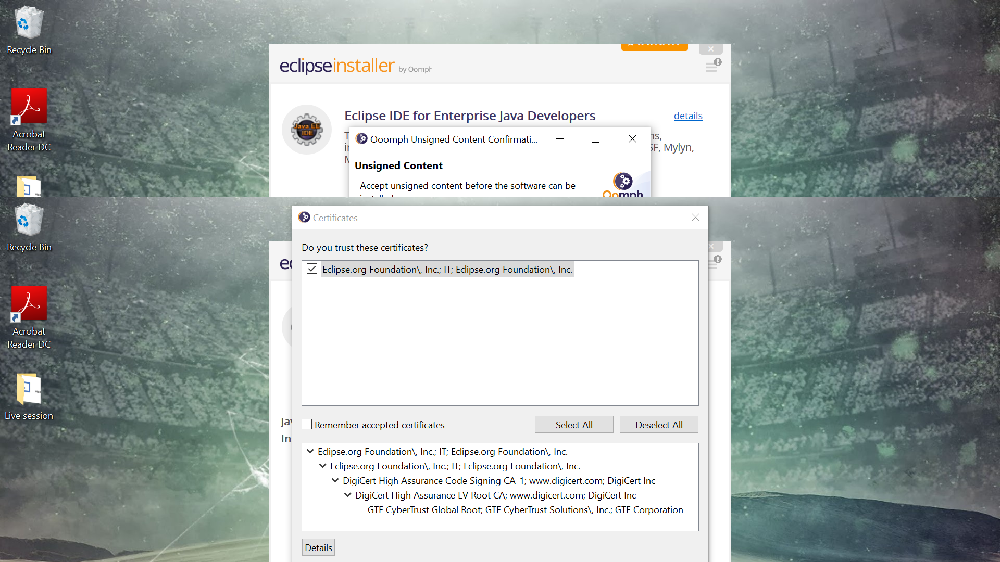 Recycle Bin
Acrobat
Reader DC
DONATE
eclipseinstaller by Oomph
Java EE
IDE
Eclipse IDE for Enterprise Java Developers
details
SF, Mylyn,
Ooomph Unsigned Content Confirmati...
Unsigned Content
Accept unsigned content before the software can be
Oomph
Recycle Bin
Acrobat
Reader DC
Live session
Certificates
Do you trust these certificates?
Eclipse.org Foundation\, Inc.; IT; Eclipse.org Foundation\, Inc.
Remember accepted certificates
Select All
Deselect All
Eclipse.org Foundation\, Inc.; IT; Eclipse.org Foundation\, Inc.
Eclipse.org Foundation\, Inc.; IT; Eclipse.org Foundation\, Inc.
DigiCert High Assurance Code Signing CA-1; www.digicert.com; DigiCert Inc
DigiCert High Assurance EV Root CA; www.digicert.com; DigiCert Inc
GTE CyberTrust Global Root; GTE CyberTrust Solutions\, Inc.; GTE Corporation
Details